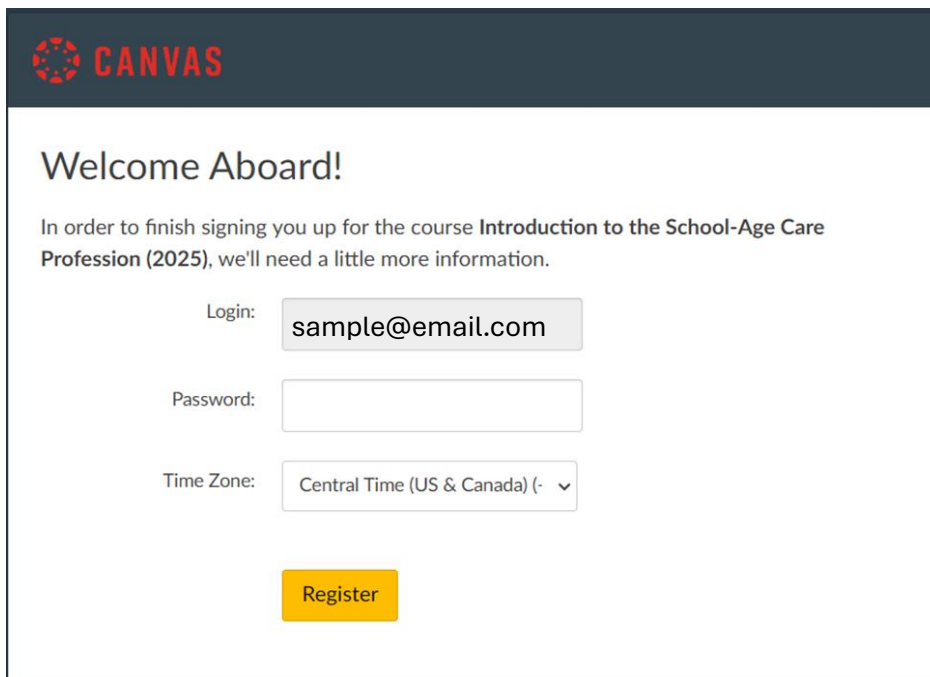 CANVAS
Welcome Aboard!
In order to finish signing you up for the course Introduction to the School-Age Care
Profession (2025), we'll need a little more information.
Login:
sample@email.com
Password:
Time Zone:
Central Time (US & Canada) (-
Register